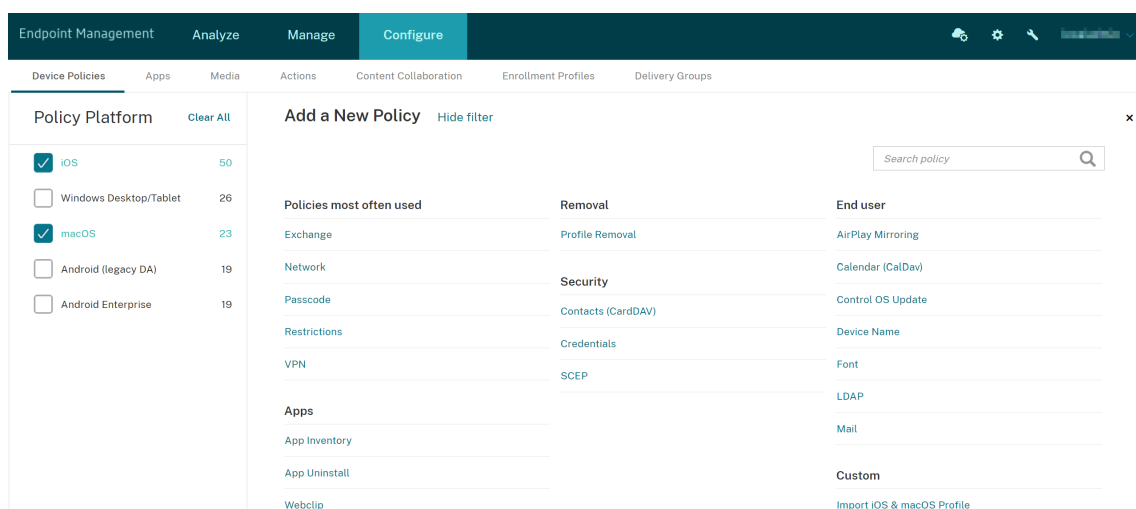 Endpoint Management Analyze Manage Configure
Device Policies Apps Media Actions Content Collaboration Enrollment Profiles Delivery Groups
Policy Platform Clear All
iOS 50
Windows Desktop/Tablet 26
macOS 23
Android (legacy DA) 19
Android Enterprise 19
Add a New Policy Hide filter
Search policy
Policies most often used
Exchange
Network
Passcode
Restrictions
VPN
Apps
App Inventory
App Uninstall
Webclip
Removal
Profile Removal
Security
Contacts (CardDAV)
Credentials
SCEP
End user
AirPlay Mirroring
Calendar (CalDav)
Control OS Update
Device Name
Font
LDAP
Mail
Custom
Import iOS & macOS Profile